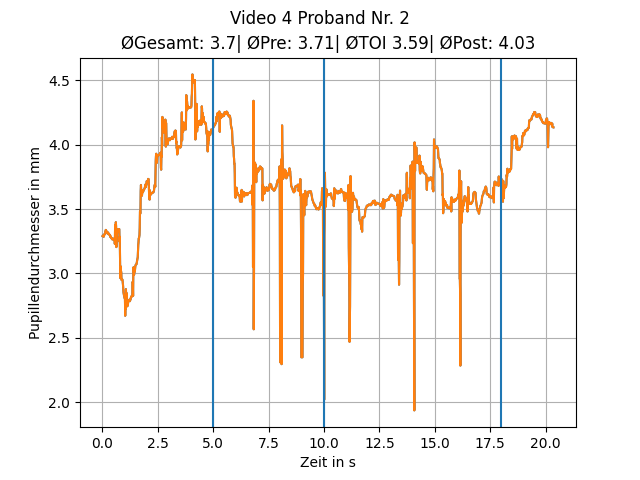 Video 4 Proband Nr. 2
ØGesamt: 3.7| ØPre: 3.71| ØTOI 3.59| ØPost: 4.03
4.5
4.0
3.5
3.0
2.5
2.0
Pupillendurchmesser in mm
0.0 2.5 5.0 7.5 10.0 12.5 15.0 17.5 20.0
Zeit in s